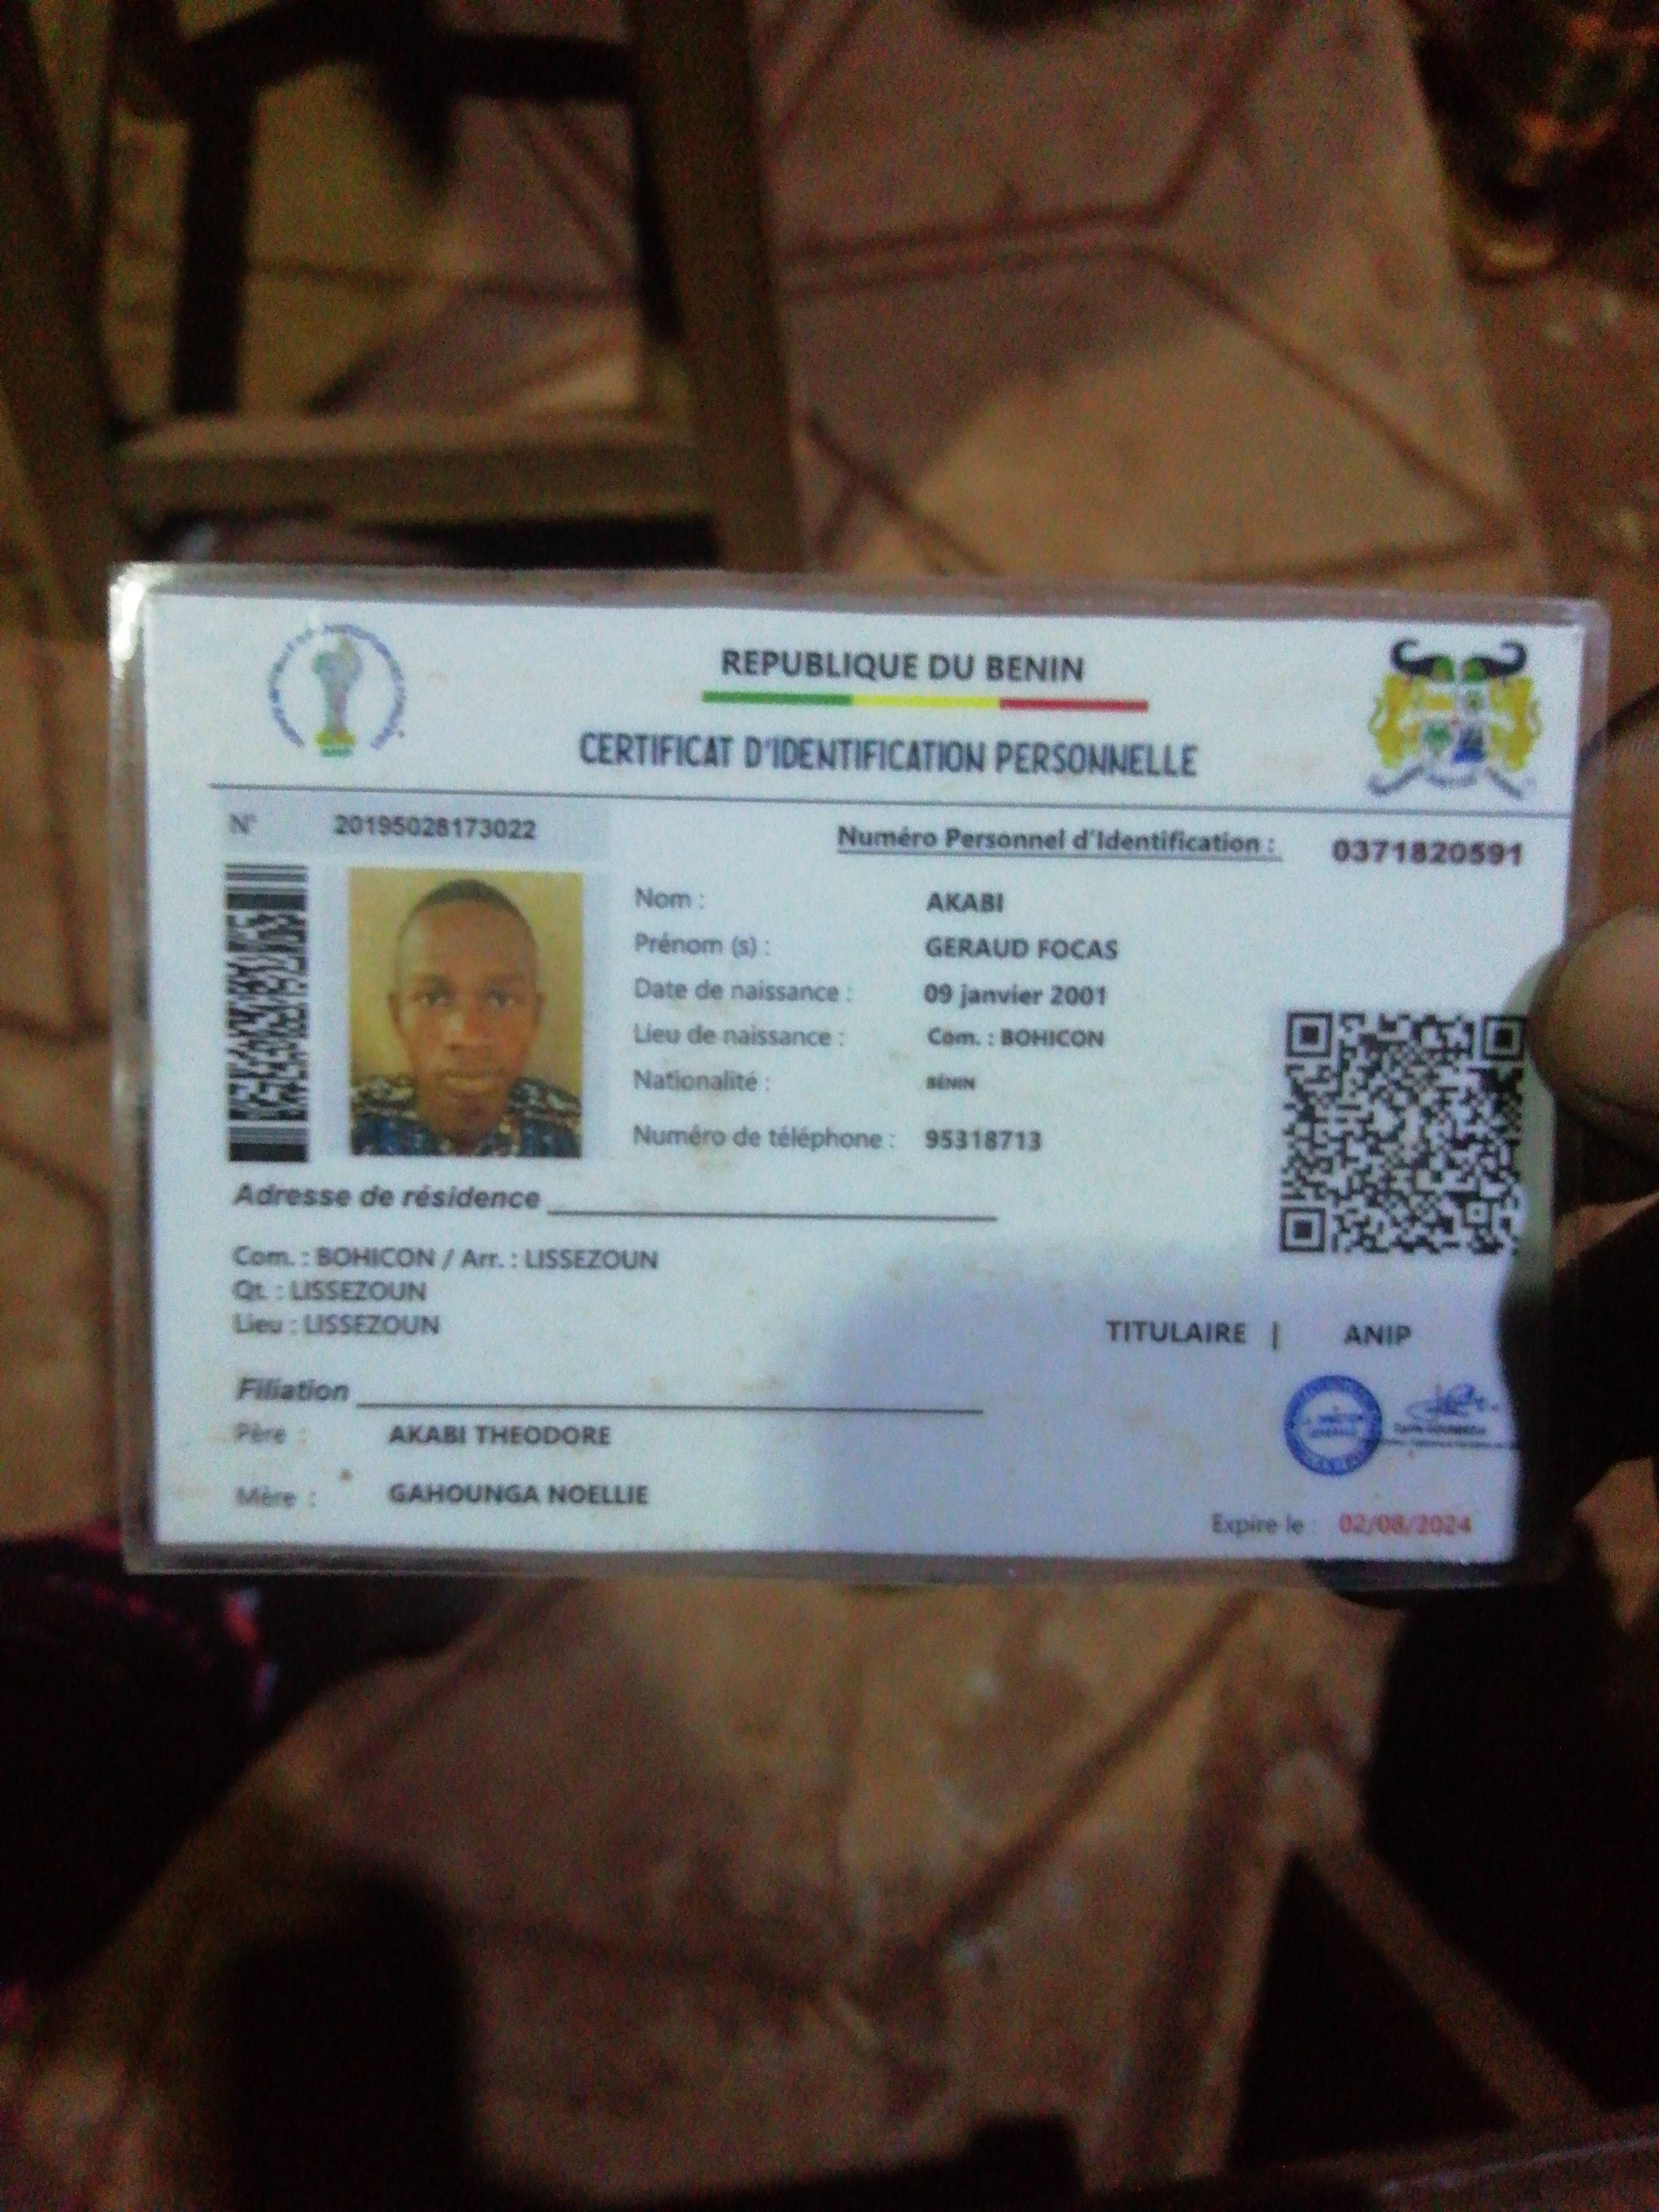 REPUBLIQUE DU BENIN
CERTIFICAT D'IDENTIFICATION PERSONNELLE
N° 20195028173022
Numéro Personnel d'Identification : 0371820591
Nom : AKABI
Prénom (s) : GERAUD FOCAS
Date de naissance : 09 janvier 2001
Lieu de naissance : Com. : BOHICON
Nationalité : BENIN
Numéro de téléphone : 95318713
Adresse de résidence
Com. : BOHICON / Arr. : LISSEZOUN
Qt. : LISSEZOUN
Lieu : LISSEZOUN
TITULAIRE | ANIP
Filiation
Père : AKABI THEODORE
Mère : GAHOUNGA NOELLIE
Expire le : 02/08/2024